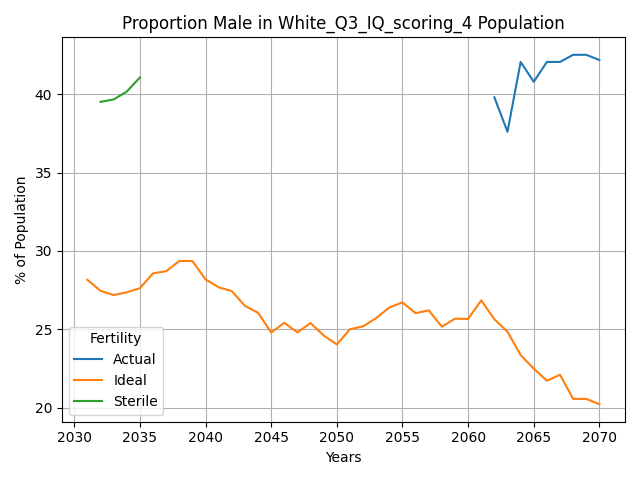 Proportion Male in White_Q3_IQ_scoring_4 Population
% of Population
40
35
30
25
20
Fertility
Actual
Ideal
Sterile
2030 2035 2040 2045 2050 2055 2060 2065 2070
Years